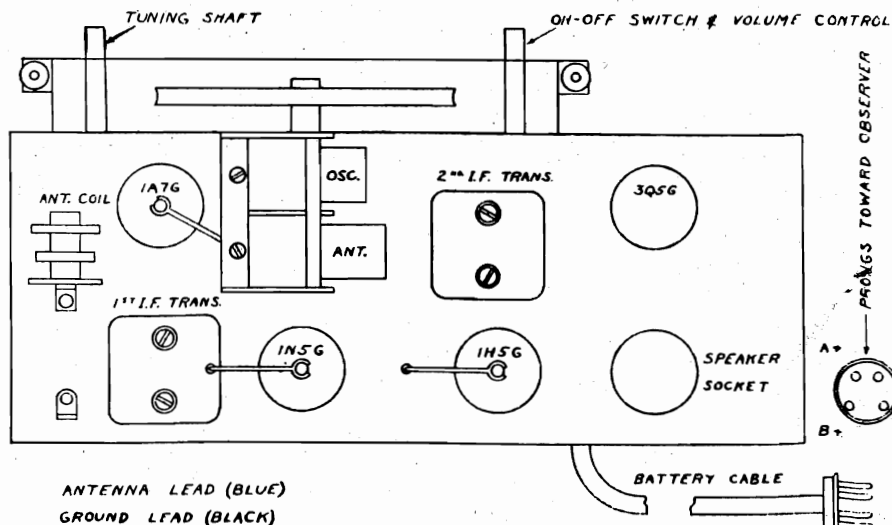 TUNING SHAFT
ON-OFF SWITCH & VOLUME CONTROL
PRONGS TOWARD OBSERVER
ANT. COIL
1A7G
OSC.
ANT.
2ND I.F. TRANS.
3Q5G
1ST I.F. TRANS.
1N5G
1H5G
SPEAKER
SOCKET
A+
B+
BATTERY CABLE
ANTENNA LEAD (BLUE)
GROUND LEAD (BLACK)